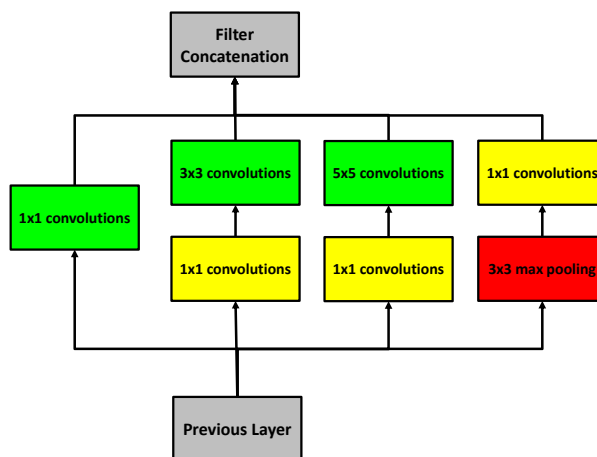 Filter
Concatenation
3x3 convolutions
5x5 convolutions
1x1 convolutions
1x1 convolutions
1x1 convolutions
1x1 convolutions
3x3 max pooling
Previous Layer